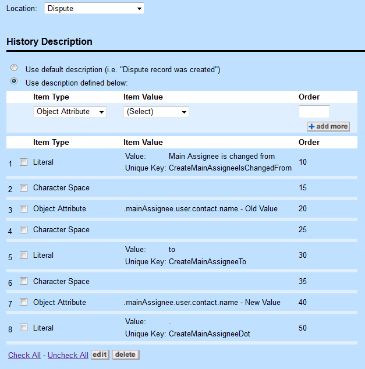 Location: Dispute
History Description
Use default description (i.e. "Dispute record was created")
Use description defined below:
Item Type Item Value Order
Object Attribute (Select)
+ add more
Item Type Item Value Order
1 Literal Value: Main Assignee is changed from 10
Unique Key: CreateMainAssigneeIsChangedFrom
2 Character Space 15
3 Object Attribute .mainAssignee.user.contact.name - Old Value 20
4 Character Space 25
5 Literal Value: to 30
Unique Key: CreateMainAssigneeTo
6 Character Space 35
7 Object Attribute .mainAssignee.user.contact.name - New Value 40
8 Literal Value: . 50
Unique Key: CreateMainAssigneeDot
Check All - Uncheck All edit delete